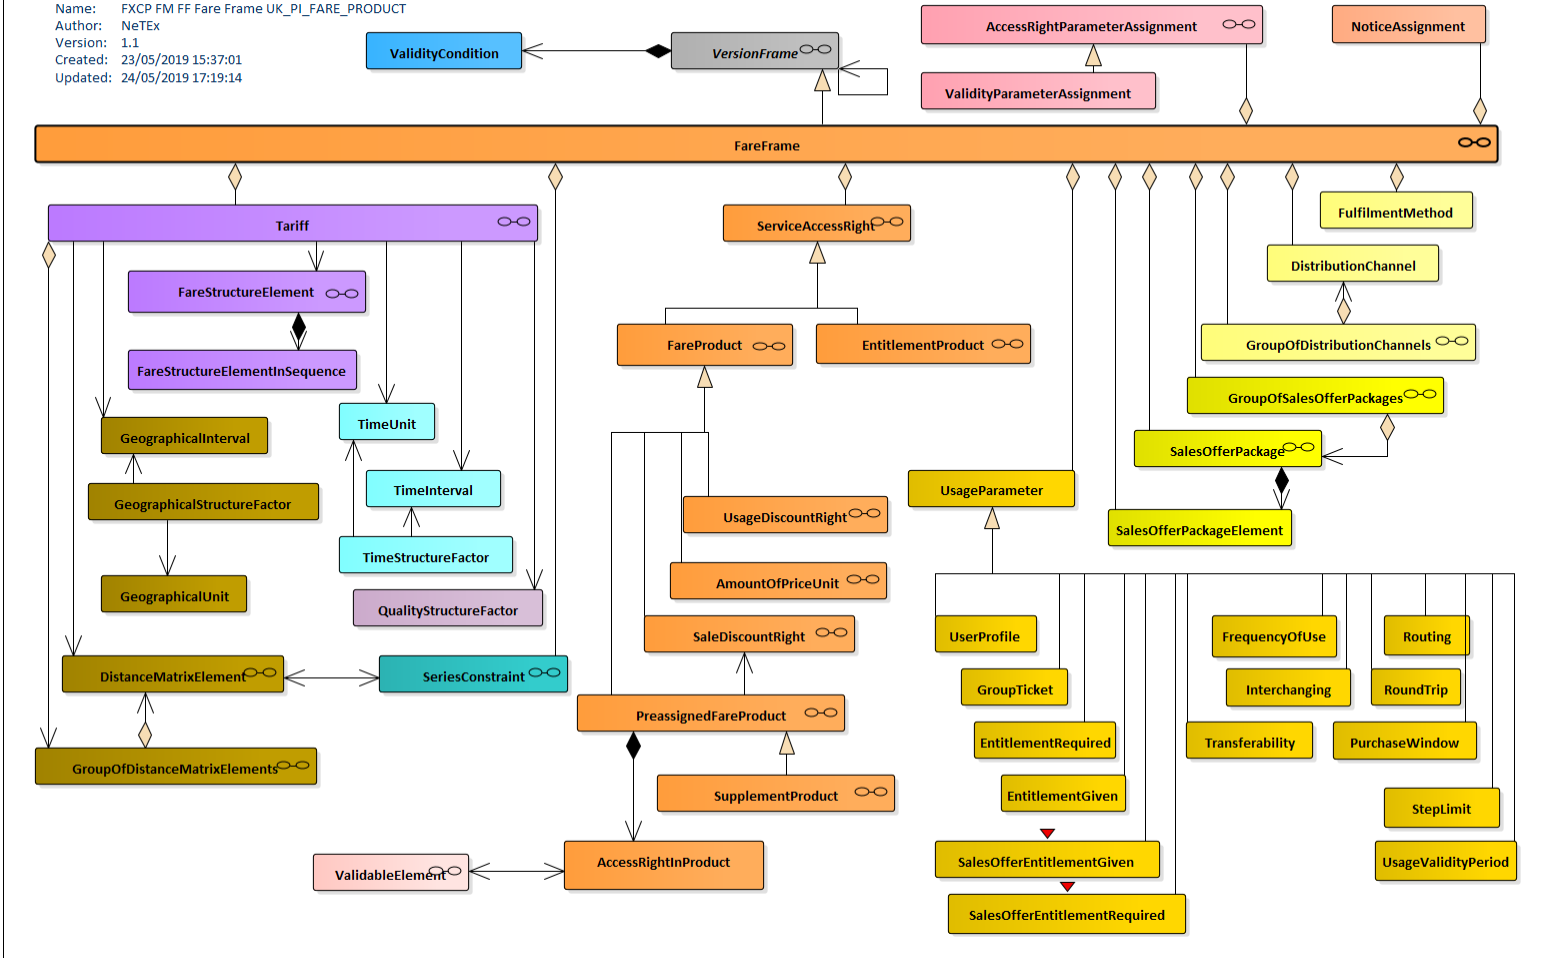 Name: FXCP FM FF Fare Frame UK_PI_FARE_PRODUCT
Author: NeTEx
Version: 1.1
Created: 23/05/2019 15:37:01
Updated: 24/05/2019 17:19:14
ValidityCondition
VersionFrame
AccessRightParameterAssignment
NoticeAssignment
ValidityParameterAssignment
FareFrame
Tariff
ServiceAccessRight
FulfilmentMethod
DistributionChannel
FareStructureElement
FareProduct
EntitlementProduct
GroupOfDistributionChannels
FareStructureElementInSequence
GroupOfSalesOfferPackages
GeographicalInterval
TimeUnit
SalesOfferPackage
TimeInterval
UsageParameter
GeographicalStructureFactor
UsageDiscountRight
SalesOfferPackageElement
TimeStructureFactor
AmountOfPriceUnit
GeographicalUnit
QualityStructureFactor
SaleDiscountRight
UserProfile
FrequencyOfUse
Routing
DistanceMatrixElement
SeriesConstraint
GroupTicket
Interchanging
RoundTrip
PreassignedFareProduct
EntitlementRequired
Transferability
PurchaseWindow
GroupOfDistanceMatrixElements
SupplementProduct
EntitlementGiven
StepLimit
AccessRightInProduct
SalesOfferEntitlementGiven
UsageValidityPeriod
ValidableElement
SalesOfferEntitlementRequired